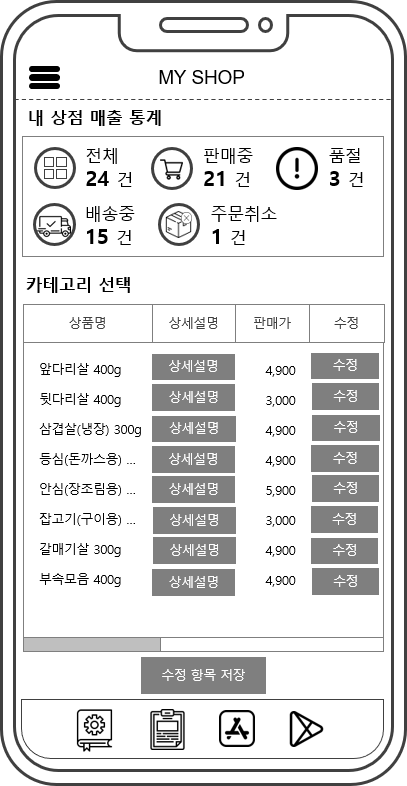 MY SHOP
내 상점 매출 통계
전체 판매중 품절
24 건 21 건 3 건
배송중 주문취소
15 건 1 건
카테고리 선택
상품명 상세설명 판매가 수정
앞다리살 400g 상세설명 4,900 수정
뒷다리살 400g 상세설명 3,000 수정
삼겹살(냉장) 300g 상세설명 4,900 수정
등심(돈까스용) ... 상세설명 4,900 수정
안심(장조림용) ... 상세설명 5,900 수정
잡고기(구이용) ... 상세설명 3,000 수정
갈매기살 300g 상세설명 4,900 수정
부속모음 400g 상세설명 4,900 수정
수정 항목 저장